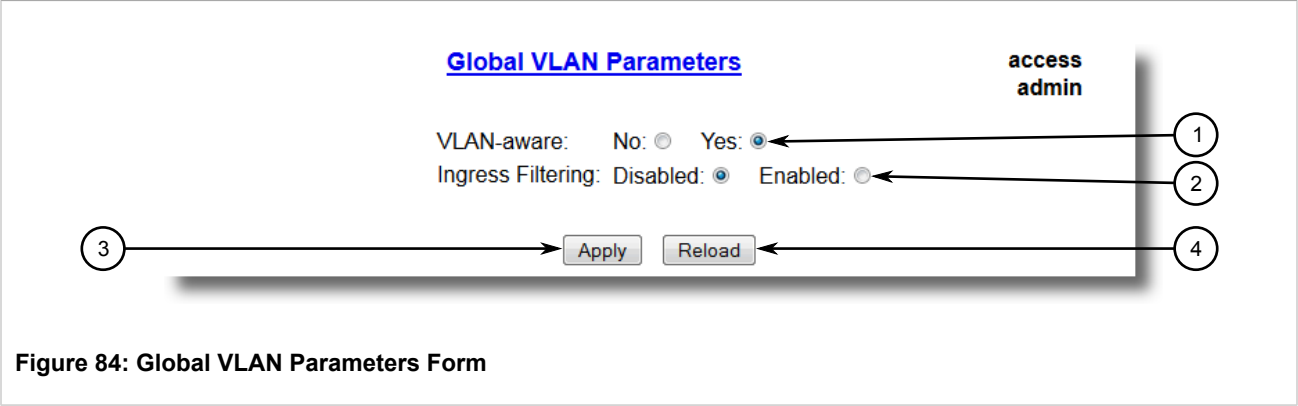 Global VLAN Parameters
access
admin
VLAN-aware: No: Yes:
1
Ingress Filtering: Disabled: Enabled:
2
3
Apply Reload
4
Figure 84: Global VLAN Parameters Form